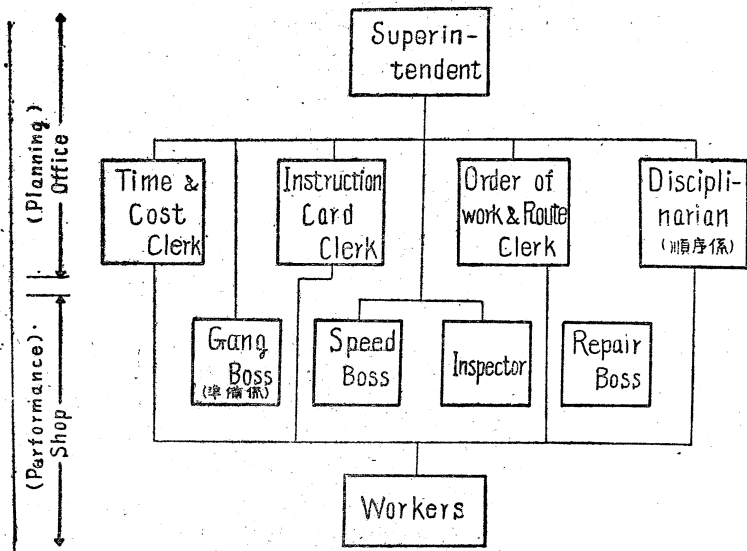 Superin-
tendent
(Planning)
Office
Time &
Cost
Clerk
Instruction
Card
Clerk
Order of
work & Route
Clerk
Discipli-
narian
(順序係)
(Parformance).
Shop
Gang
Boss
(準備係)
Speed
Boss
Inspector
Repair
Boss
Workers